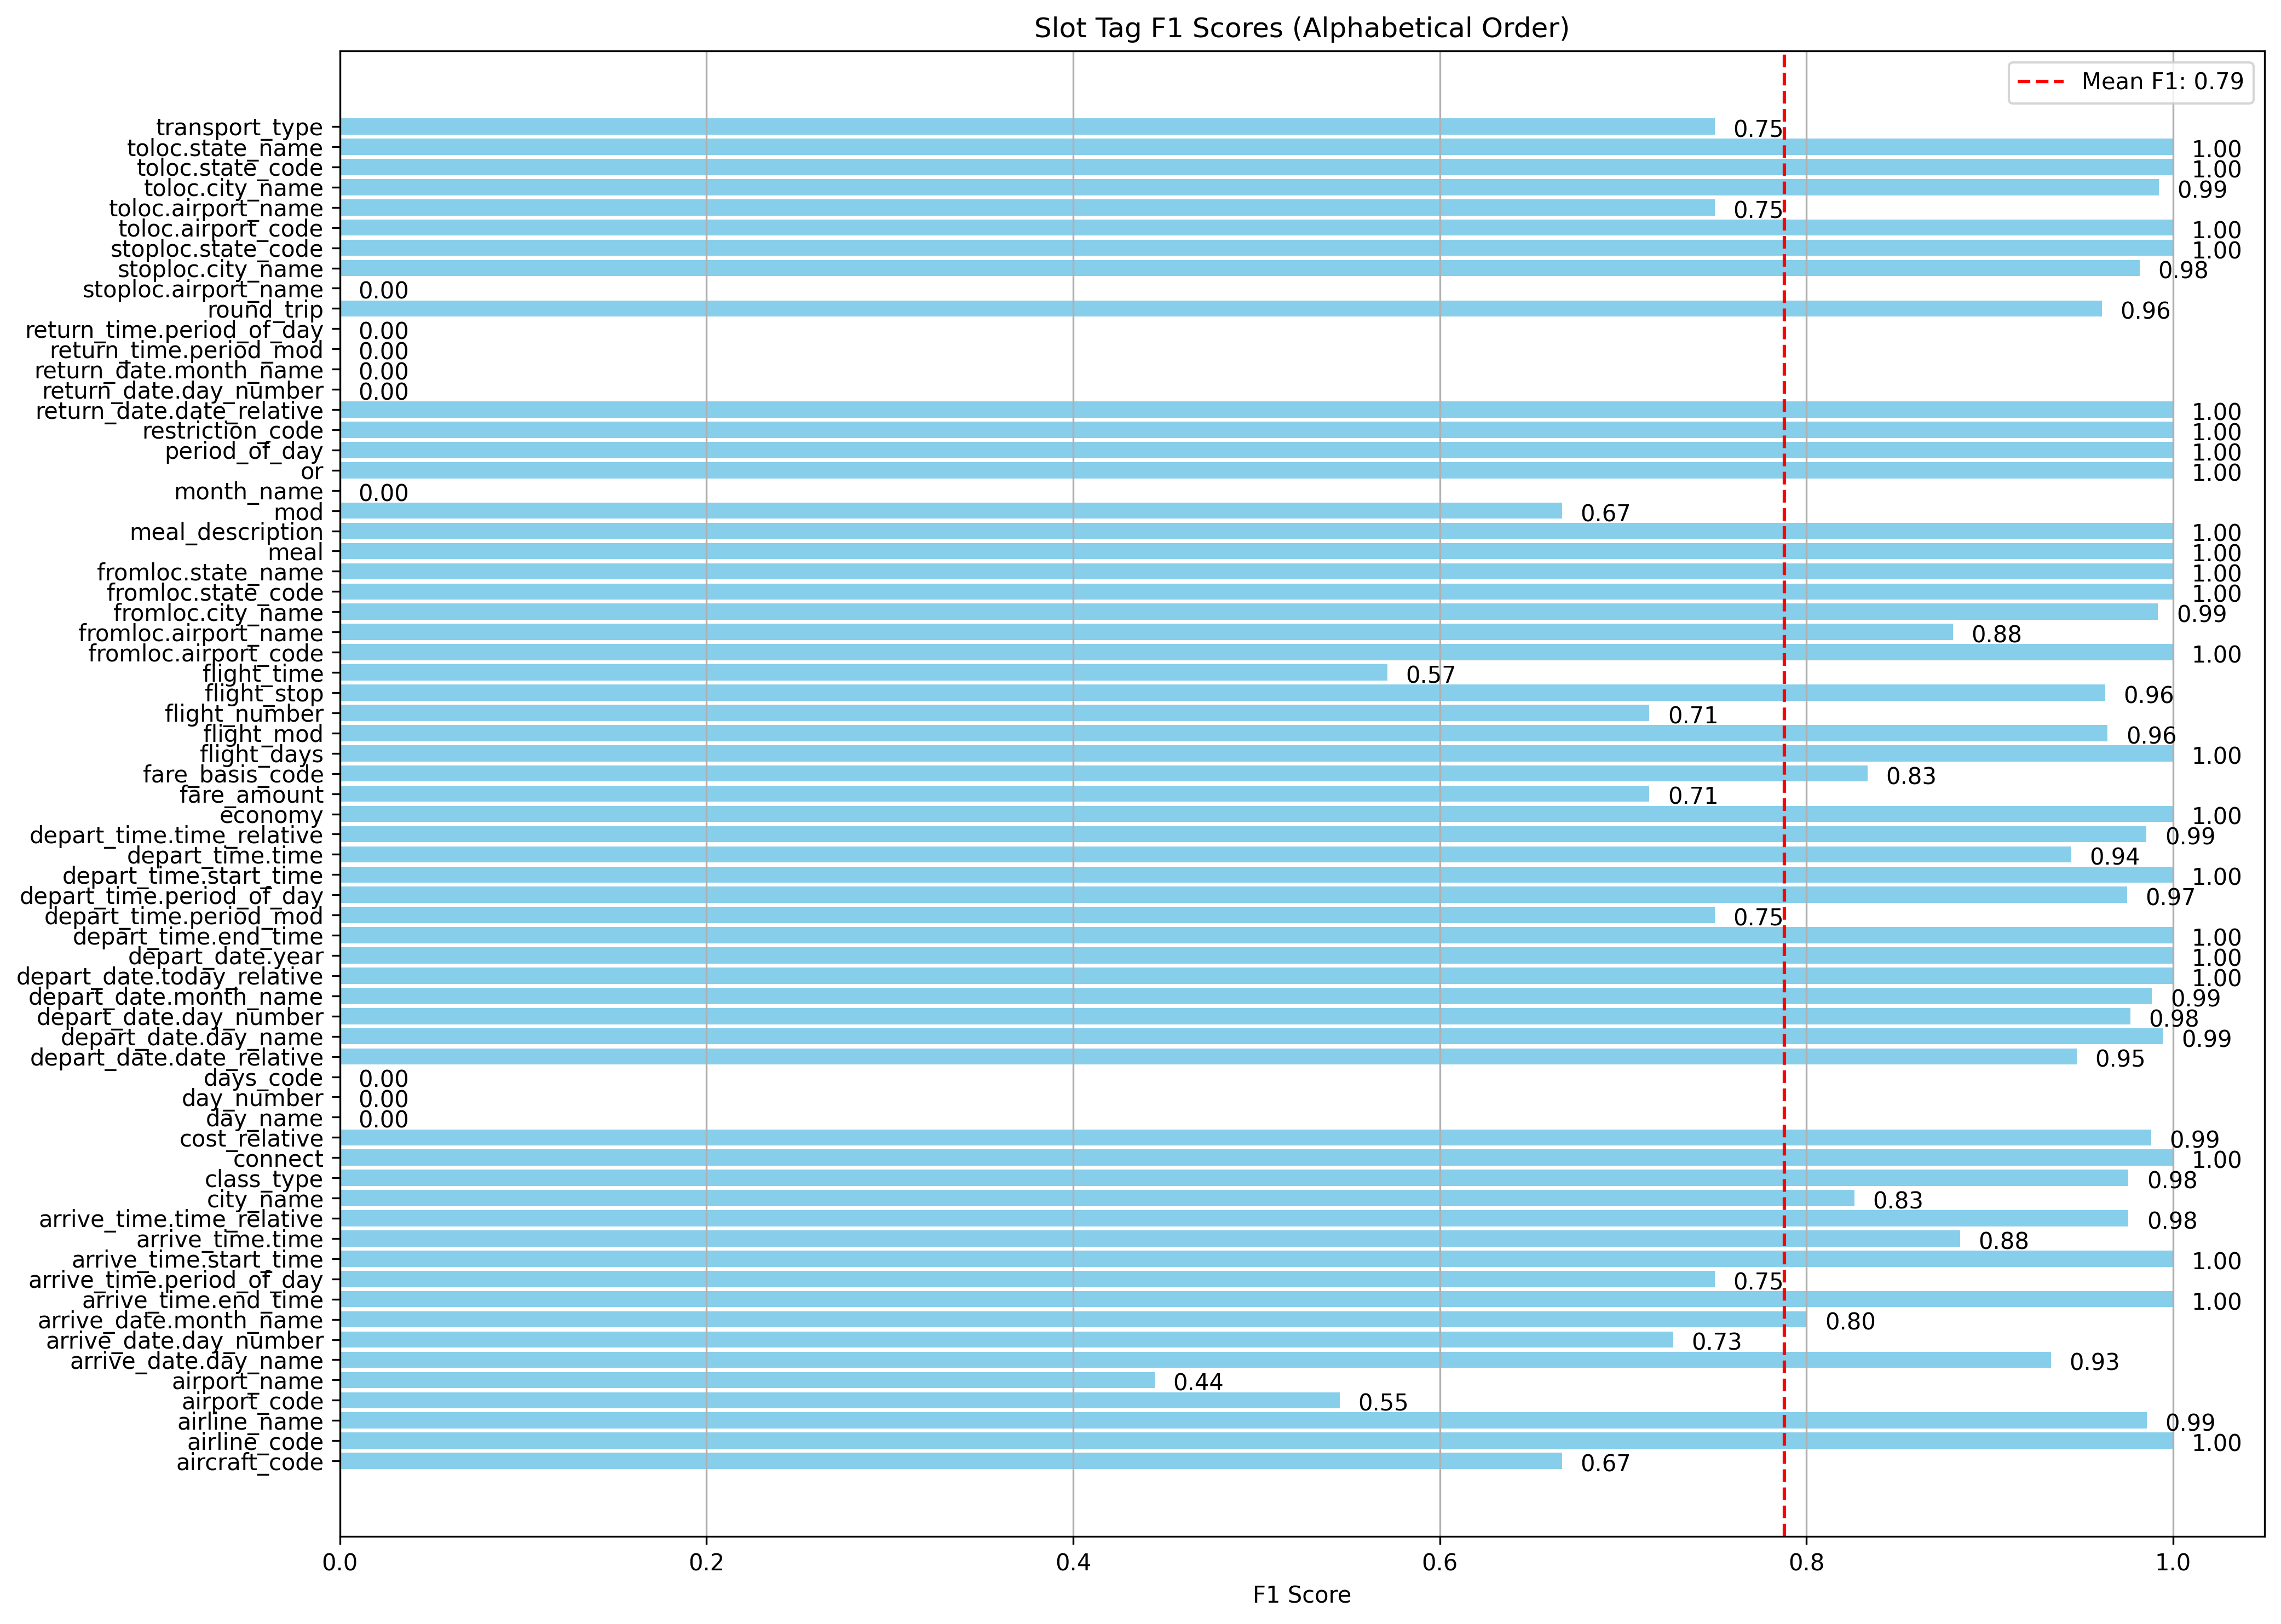 Slot Tag F1 Scores (Alphabetical Order)
Mean F1: 0.79
transport_type 0.75
toloc.state_name 1.00
toloc.state_code 1.00
toloc.city_name 0.99
toloc.airport_name 0.75
toloc.airport_code 1.00
stoploc.state_code 1.00
stoploc.city_name 0.98
stoploc.airport_name 0.00
round_trip 0.96
return_time.period_of_day 0.00
return_time.period_mod 0.00
return_date.month_name 0.00
return_date.day_number 0.00
return_date.date_relative 1.00
restriction_code 1.00
period_of_day 1.00
or 1.00
month_name 0.00
mod 0.67
meal_description 1.00
meal 1.00
fromloc.state_name 1.00
fromloc.state_code 1.00
fromloc.city_name 0.99
fromloc.airport_name 0.88
fromloc.airport_code 1.00
flight_time 0.57
flight_stop 0.96
flight_number 0.71
flight_mod 0.96
flight_days 1.00
fare_basis_code 0.83
fare_amount 0.71
economy 1.00
depart_time.time_relative 0.99
depart_time.time 0.94
depart_time.start_time 1.00
depart_time.period_of_day 0.97
depart_time.period_mod 0.75
depart_time.end_time 1.00
depart_date.year 1.00
depart_date.today_relative 1.00
depart_date.month_name 0.99
depart_date.day_number 0.98
depart_date.day_name 0.99
depart_date.date_relative 0.95
days_code 0.00
day_number 0.00
day_name 0.00
cost_relative 0.99
connect 1.00
class_type 0.98
city_name 0.83
arrive_time.time_relative 0.98
arrive_time.time 0.88
arrive_time.start_time 1.00
arrive_time.period_of_day 0.75
arrive_time.end_time 1.00
arrive_date.month_name 0.80
arrive_date.day_number 0.73
arrive_date.day_name 0.93
airport_name 0.44
airport_code 0.55
airline_name 0.99
airline_code 1.00
aircraft_code 0.67
0.0 0.2 0.4 0.6 0.8 1.0
F1 Score